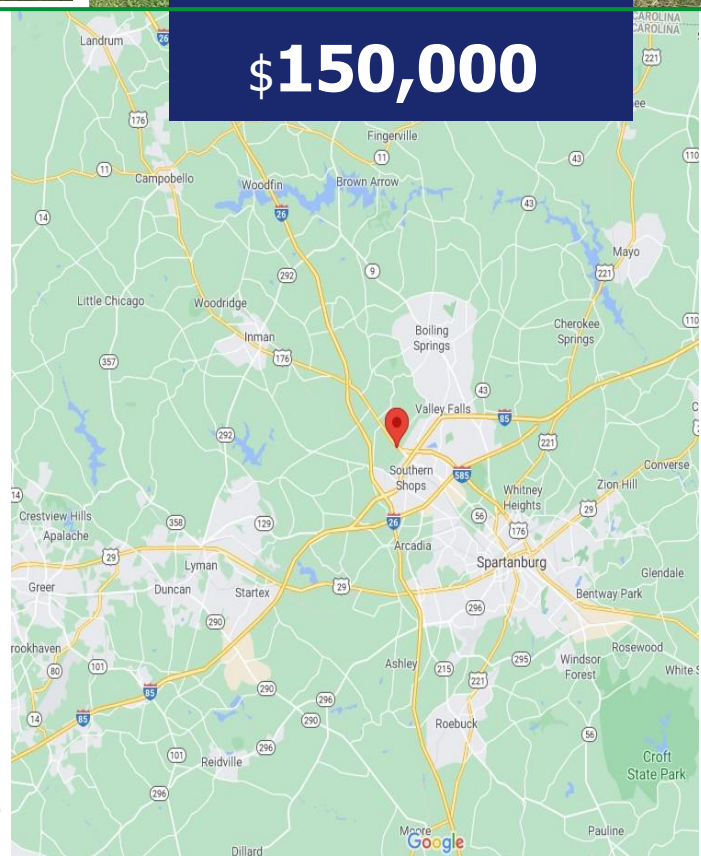 CAROLINA
CAROLINA
Landrum
26
221
$150,000
176
Fingerville
11
43
110
11
Campobello
Woodfin
Brown Arrow
43
14
26
Mayo
292
9
221
Little Chicago
Woodridge
Boiling
Springs
Cherokee
Springs
110
Inman
176
357
43
Valley Falls
85
292
221
Southern
Shops
585
Converse
Zion Hill
14
Whitney
Heights
29
Crestview Hills
358
129
26
56
176
Apalache
29
Arcadia
Lyman
Spartanburg
Greer
Duncan
Startex
29
Glendale
Bentway Park
290
296
Rosewood
80
101
Ashley
215
295
Windsor
Forest
White
221
85
290
296
14
85
290
Roebuck
56
101
296
Croft
State Park
Reidville
296
Moore
Google
Pauline
Dillard